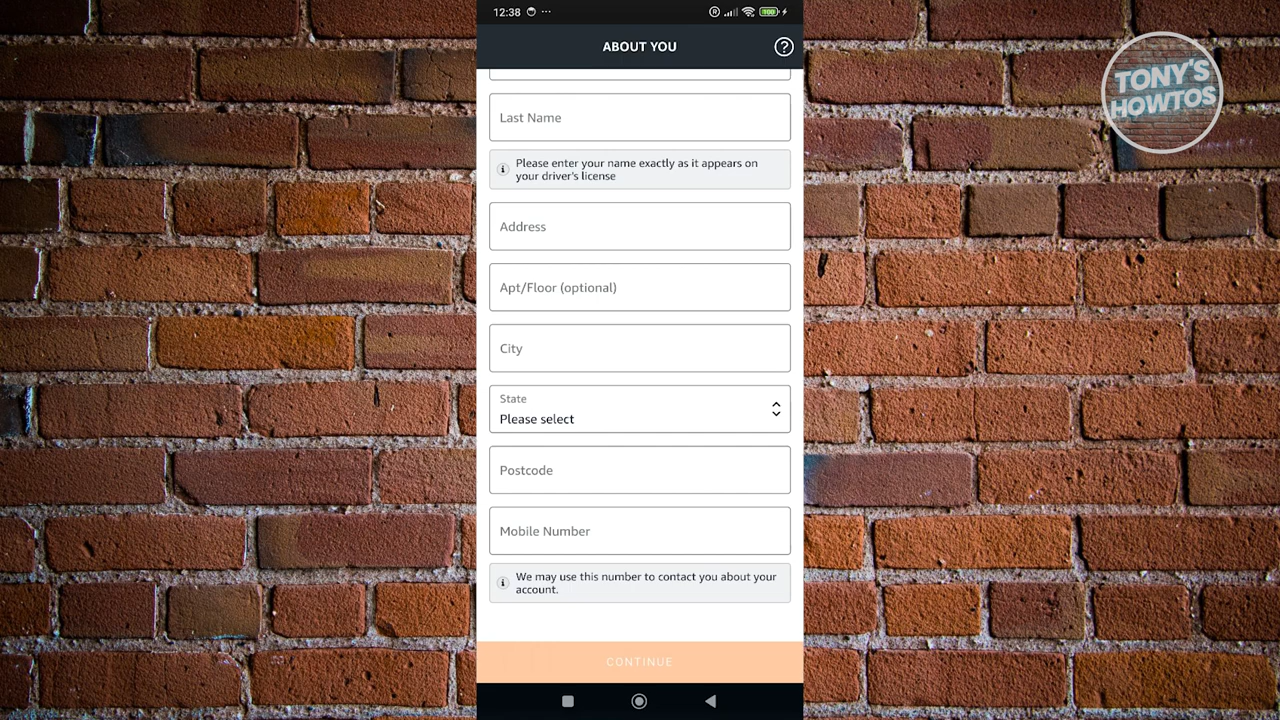 12:38
100
ABOUT YOU
?
TONY'S
HOWTOS
Last Name
Please enter your name exactly as it appears on
your driver's license
Address
Apt/Floor (optional)
City
State
Please select
Postcode
Mobile Number
We may use this number to contact you about your
account.
CONTINUE